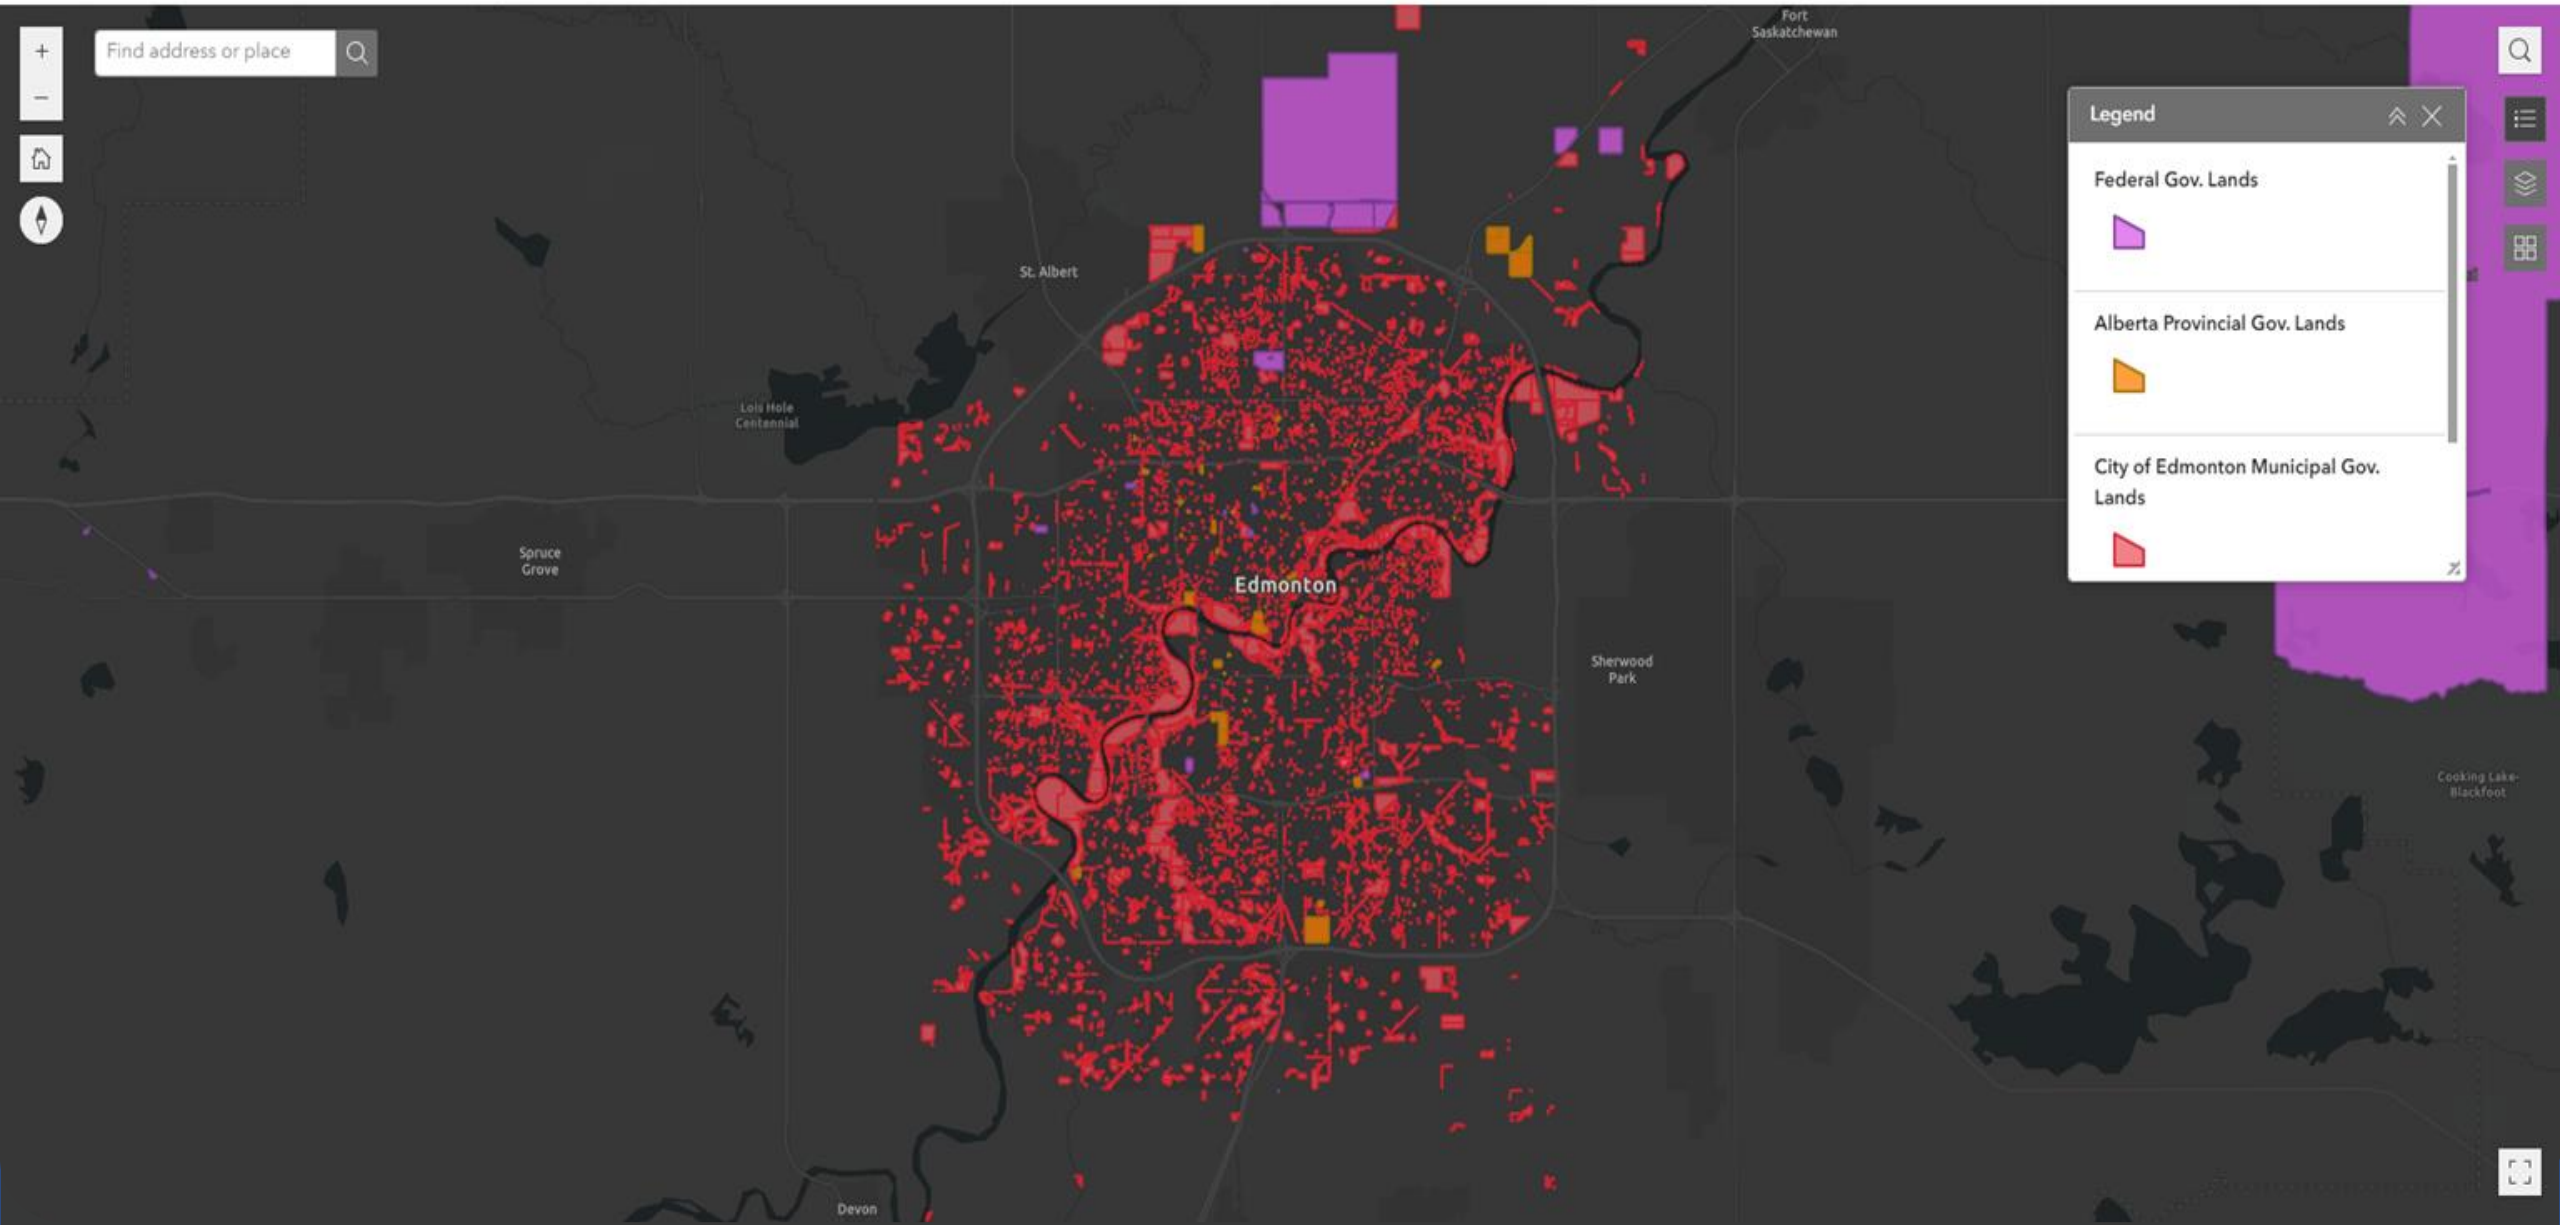 Find address or place
Fort
Saskatchewan
Legend
Federal Gov. Lands
Alberta Provincial Gov. Lands
City of Edmonton Municipal Gov.
Lands
St. Albert
Lois Hole
Centennial
Spruce
Grove
Edmonton
Sherwood
Park
Cooking Lake-
Blackfoot
Devon